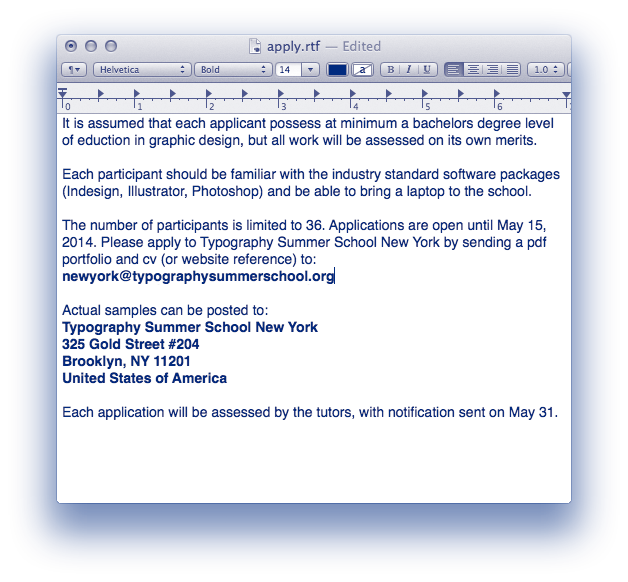 apply.rtf — Edited
¶ Helvetica Bold 14 a B I U 1.0
0 1 2 3 4 5 6
It is assumed that each applicant possess at minimum a bachelors degree level
of eduction in graphic design, but all work will be assessed on its own merits.
Each participant should be familiar with the industry standard software packages
(Indesign, Illustrator, Photoshop) and be able to bring a laptop to the school.
The number of participants is limited to 36. Applications are open until May 15,
2014. Please apply to Typography Summer School New York by sending a pdf
portfolio and cv (or website reference) to:
newyork@typographysummerschool.org
Actual samples can be posted to:
Typography Summer School New York
325 Gold Street #204
Brooklyn, NY 11201
United States of America
Each application will be assessed by the tutors, with notification sent on May 31.